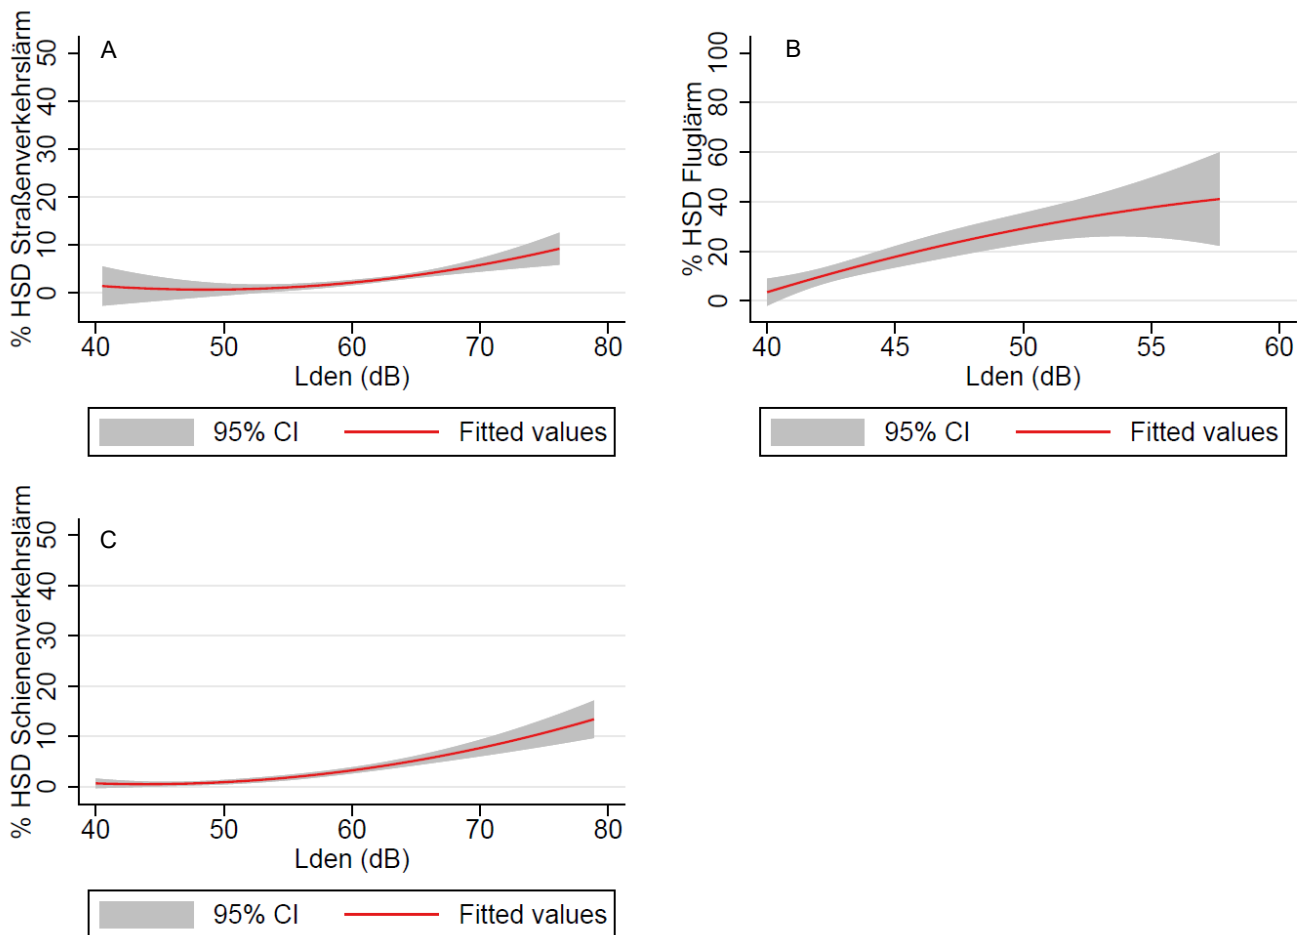 A
% HSD Straßenverkehrslärm
50
40
30
20
10
0
40 50 60 70 80
Lden (dB)
95% CI Fitted values
B
% HSD Fluglärm
100
80
60
40
20
0
40 45 50 55 60
Lden (dB)
95% CI Fitted values
C
% HSD Schienenverkehrslärm
50
40
30
20
10
0
40 50 60 70 80
Lden (dB)
95% CI Fitted values